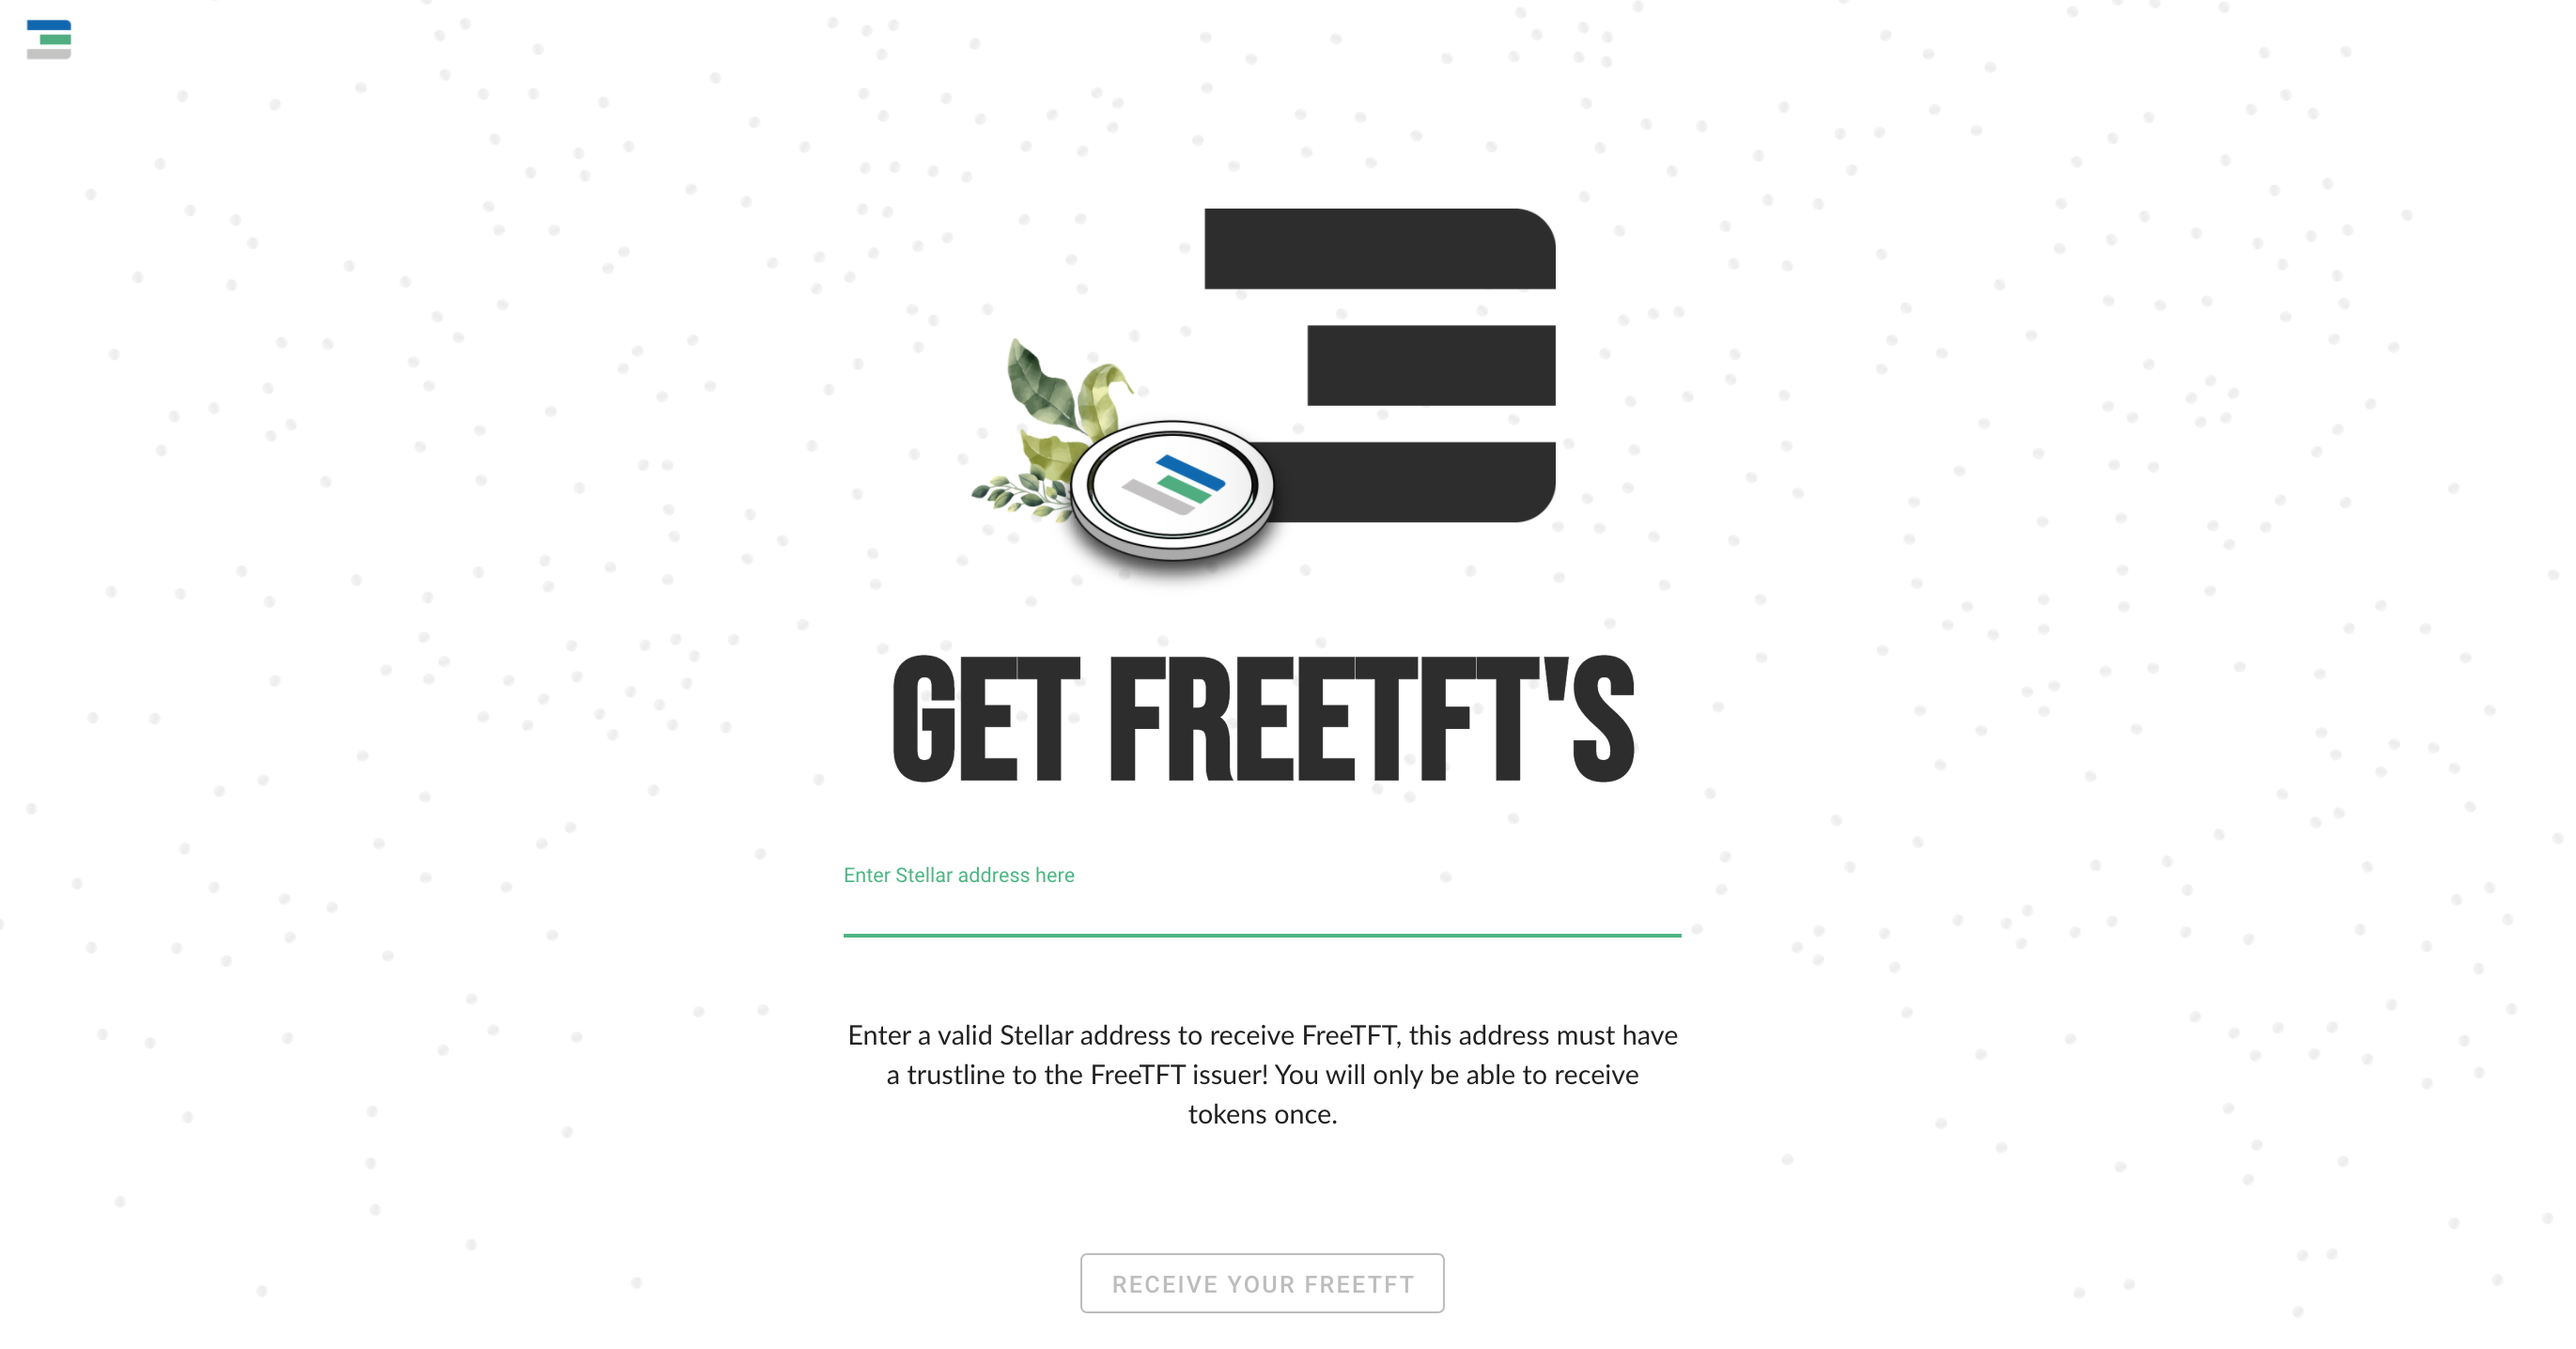 GET FREETFT'S
Enter Stellar address here
Enter a valid Stellar address to receive FreeTFT, this address must have
a trustline to the FreeTFT issuer! You will only be able to receive
tokens once.
RECEIVE YOUR FREETFT